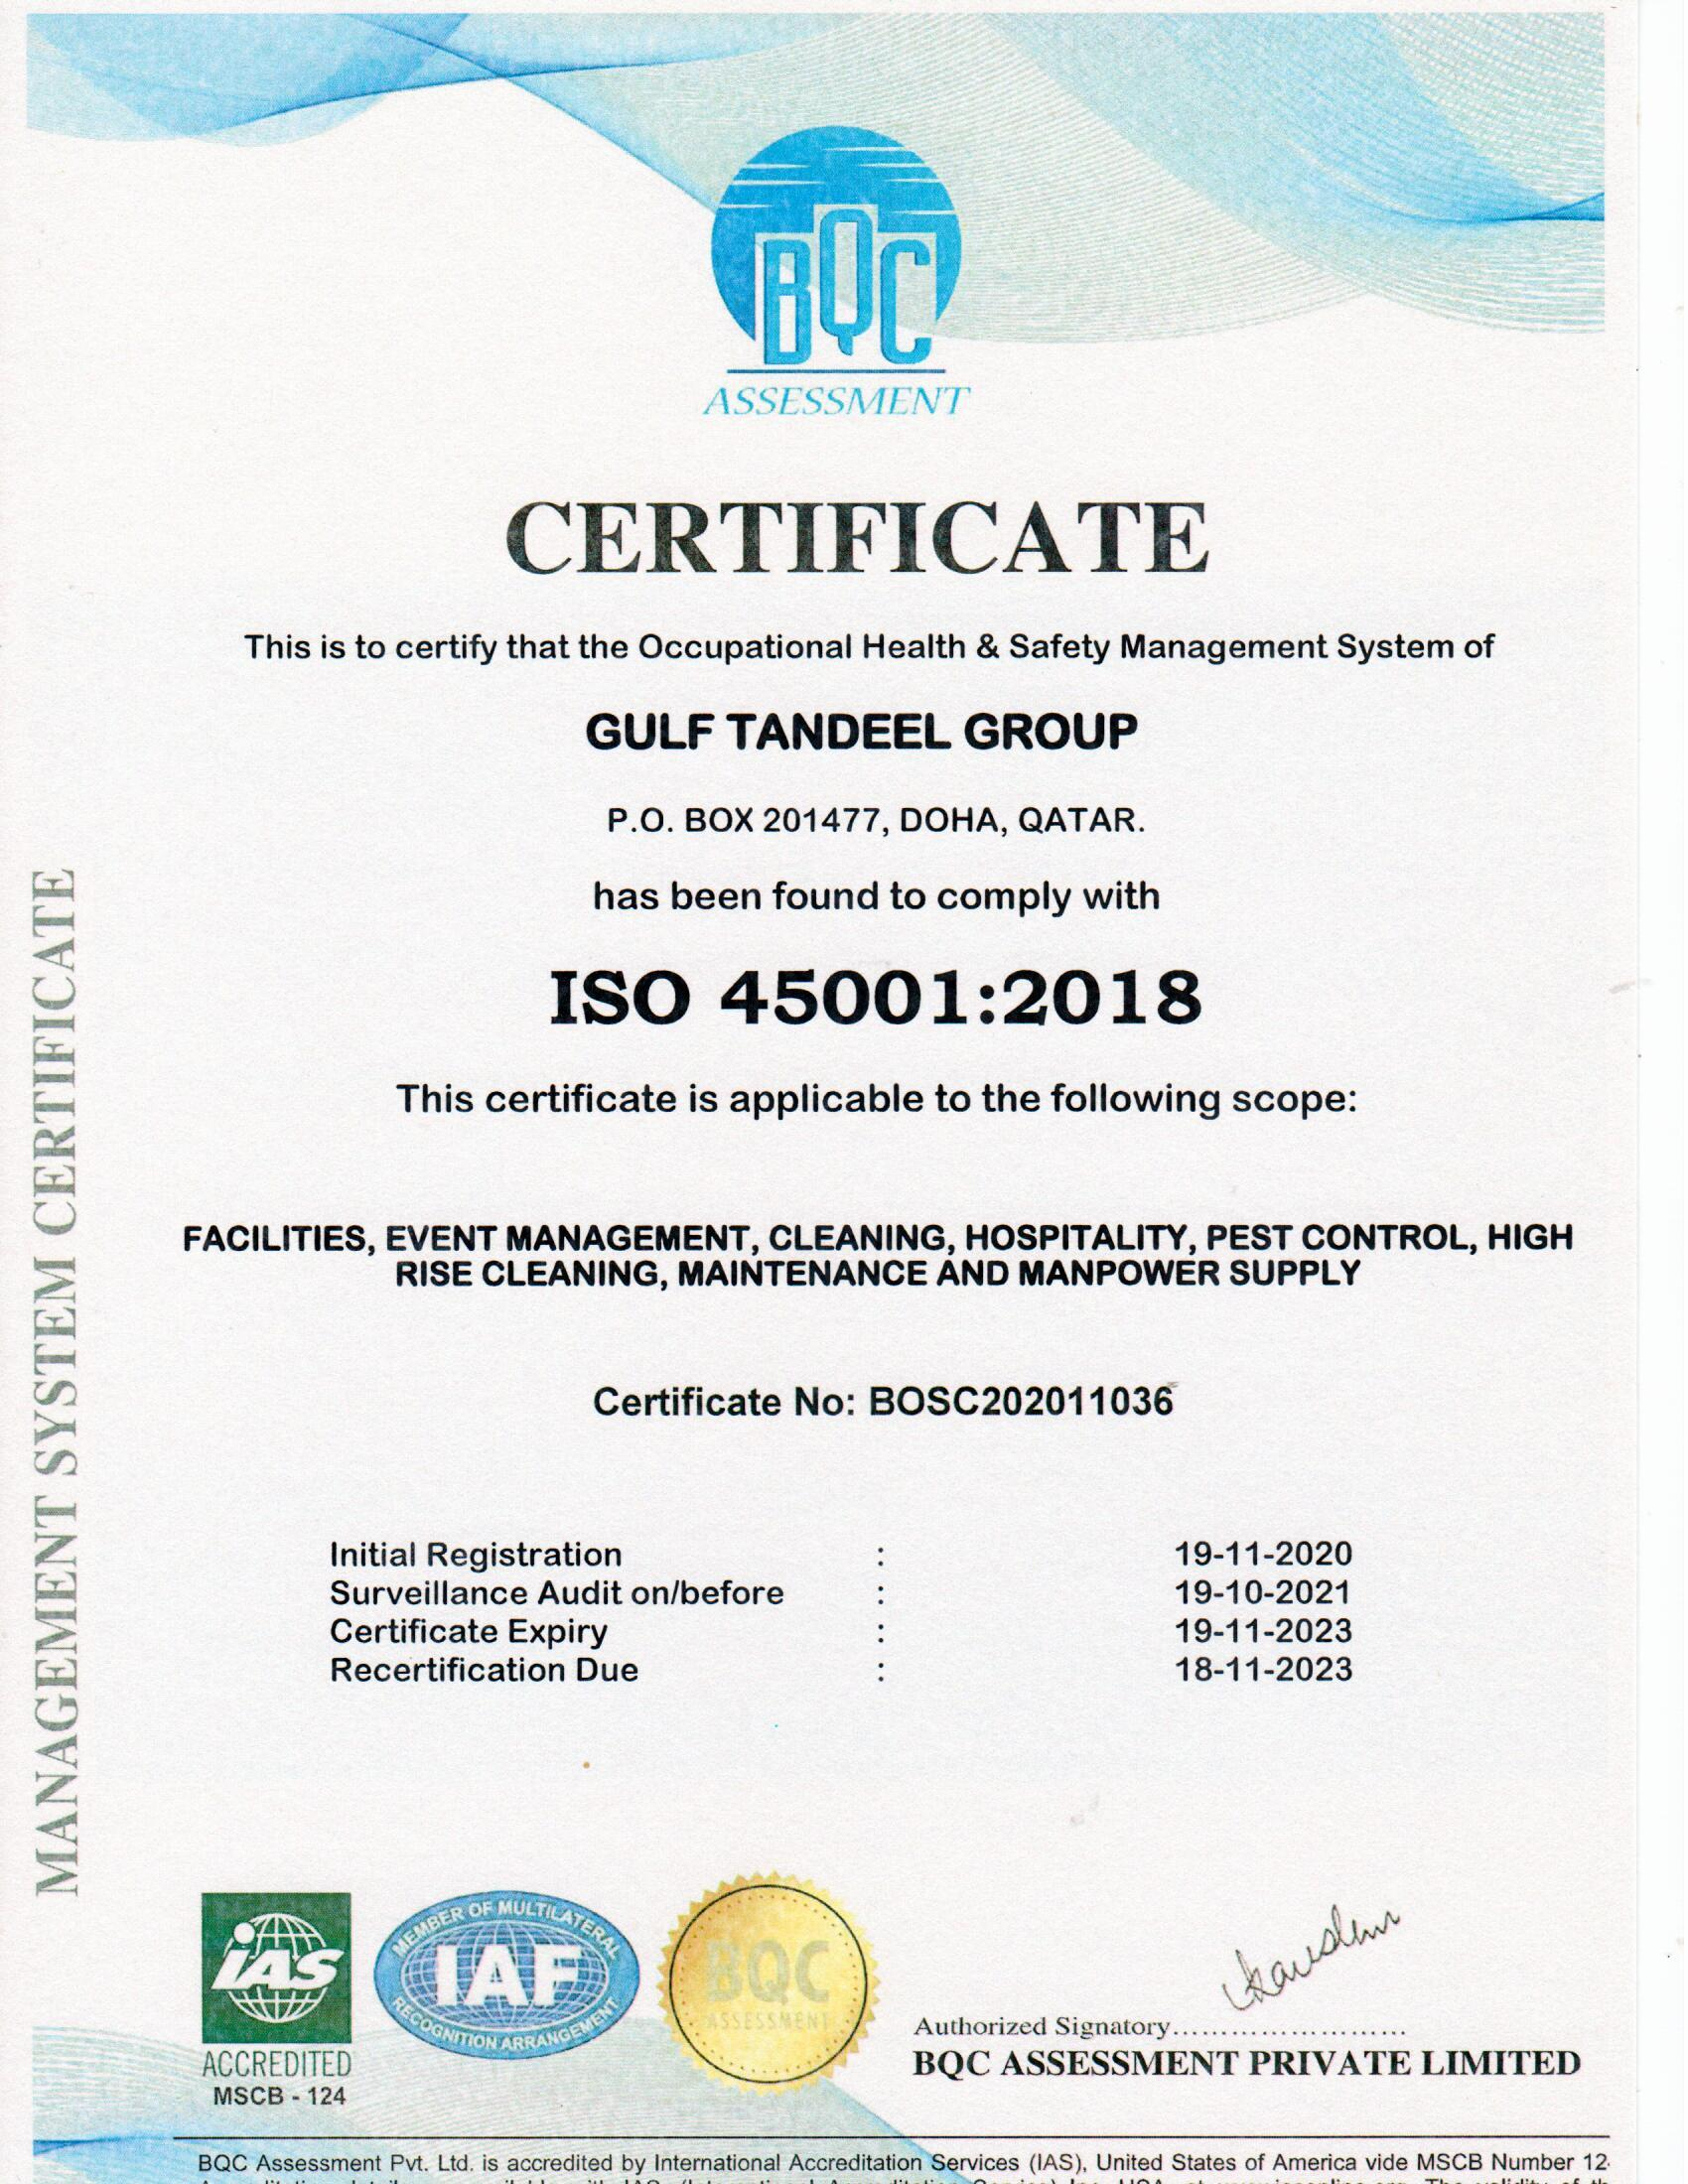 BQC
ASSESSMENT
CERTIFICATE
This is to certify that the Occupational Health & Safety Management System of
GULF TANDEEL GROUP
P.O. BOX 201477, DOHA, QATAR.
has been found to comply with
ISO 45001:2018
This certificate is applicable to the following scope:
FACILITIES, EVENT MANAGEMENT, CLEANING, HOSPITALITY, PEST CONTROL, HIGH
RISE CLEANING, MAINTENANCE AND MANPOWER SUPPLY
Certificate No: BOSC202011036
Initial Registration : 19-11-2020
Surveillance Audit on/before : 19-10-2021
Certificate Expiry : 19-11-2023
Recertification Due : 18-11-2023
MANAGEMENT SYSTEM CERTIFICATE
IAS
ACCREDITED
MSCB - 124
MEMBER OF MULTILATERAL
IAF
RECOGNITION ARRANGEMENT
BQC
ASSESSMENT
Authorized Signatory........................
BQC ASSESSMENT PRIVATE LIMITED
BQC Assessment Pvt. Ltd. is accredited by International Accreditation Services (IAS), United States of America vide MSCB Number 12